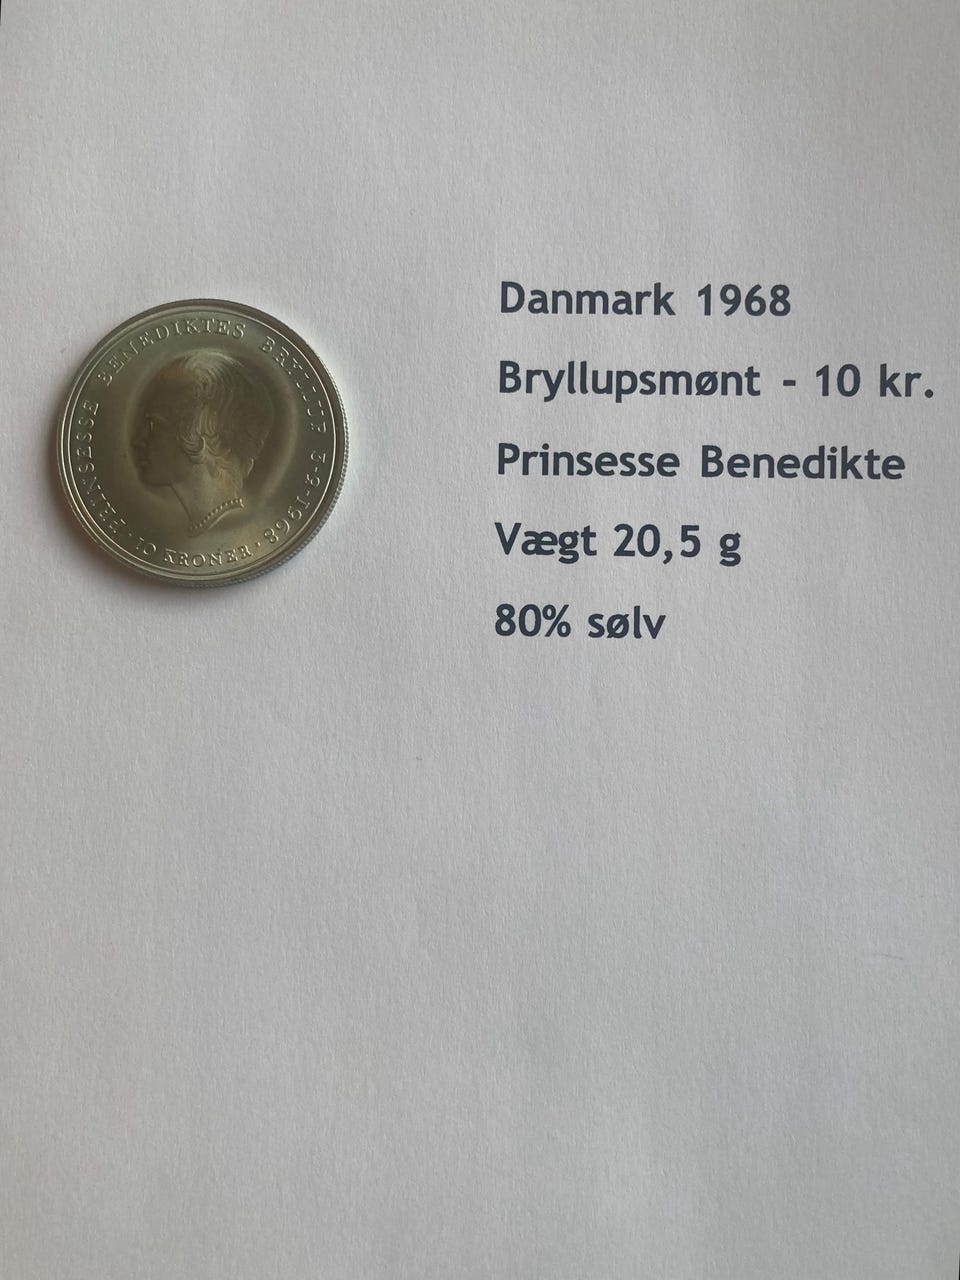 PRINSESSE BENEDIKTES BRYLLUP 3-2-1968
· 10 KRONER ·
Danmark 1968
Bryllupsmønt - 10 kr.
Prinsesse Benedikte
Vægt 20,5 g
80% sølv